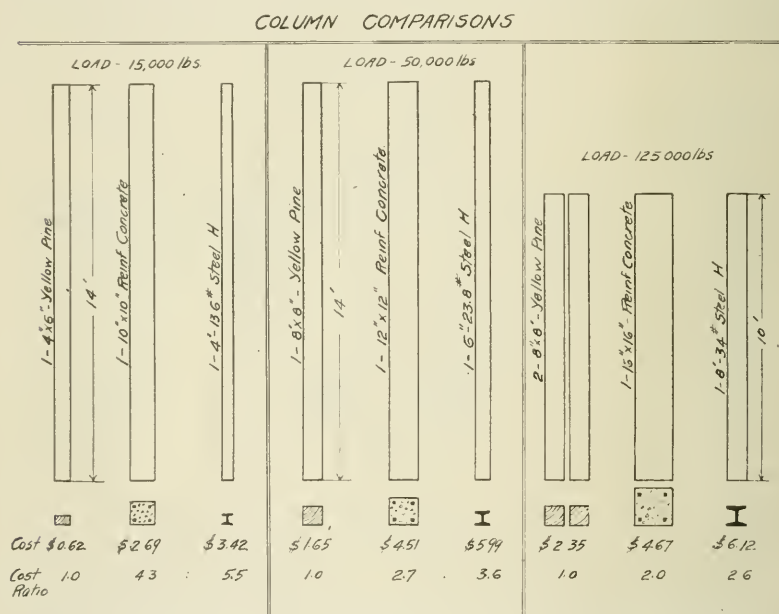 COLUMN COMPARISONS
LOAD - 15,000 lbs.
1-4"x6"-Yellow Pine
14'
1-10"x10" Reinf Concrete
1-4"-13.6# Steel H
LOAD - 50,000 lbs
1-8"x8"-Yellow Pine
14'
1-12"x12" Reinf Concrete
1-6"-23.8# Steel H
LOAD - 125000 lbs
2-8"x8"-Yellow Pine
1-16"x16"-Reinf Concrete
1-8"-34# Steel H
10'
Cost $0.62 $2.69 $3.42 $1.65 $4.51 $5.99 $2.35 $4.67 $6.12
Cost Ratio 1.0 4.3 5.5 1.0 2.7 3.6 1.0 2.0 2.6